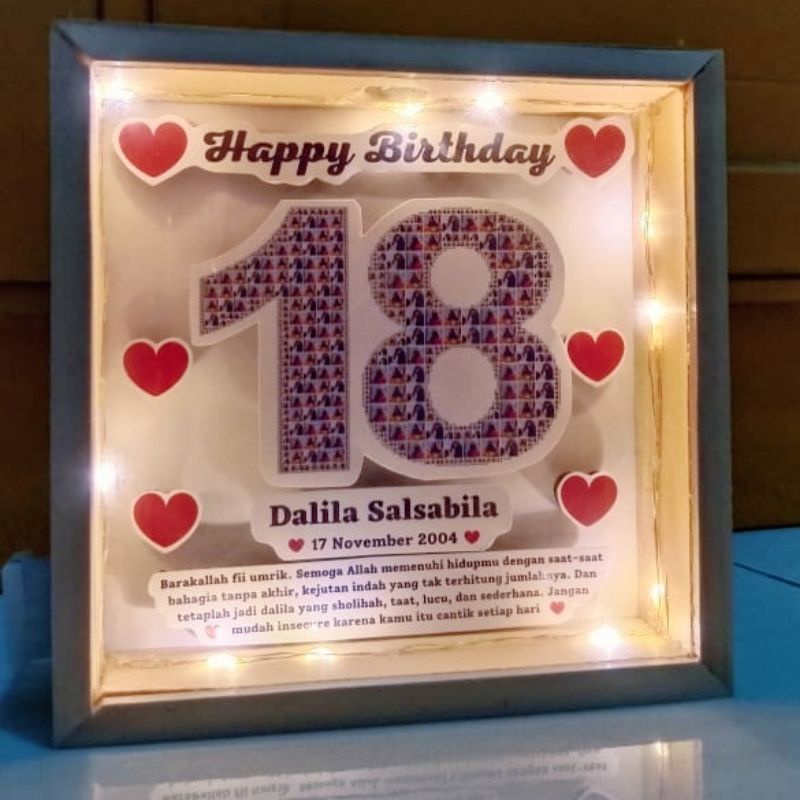 Happy Birthday
18
Dalila Salsabila
17 November 2004
Barakallah fii umrik. Semoga Allah memenuhi hidupmu dengan saat-saat
bahagia tanpa akhir, kejutan indah yang tak terhitung jumlahnya. Dan
tetaplah jadi dalila yang sholihah, taat, lucu, dan sederhana. Jangan
mudah insecure karena kamu itu cantik setiap hari